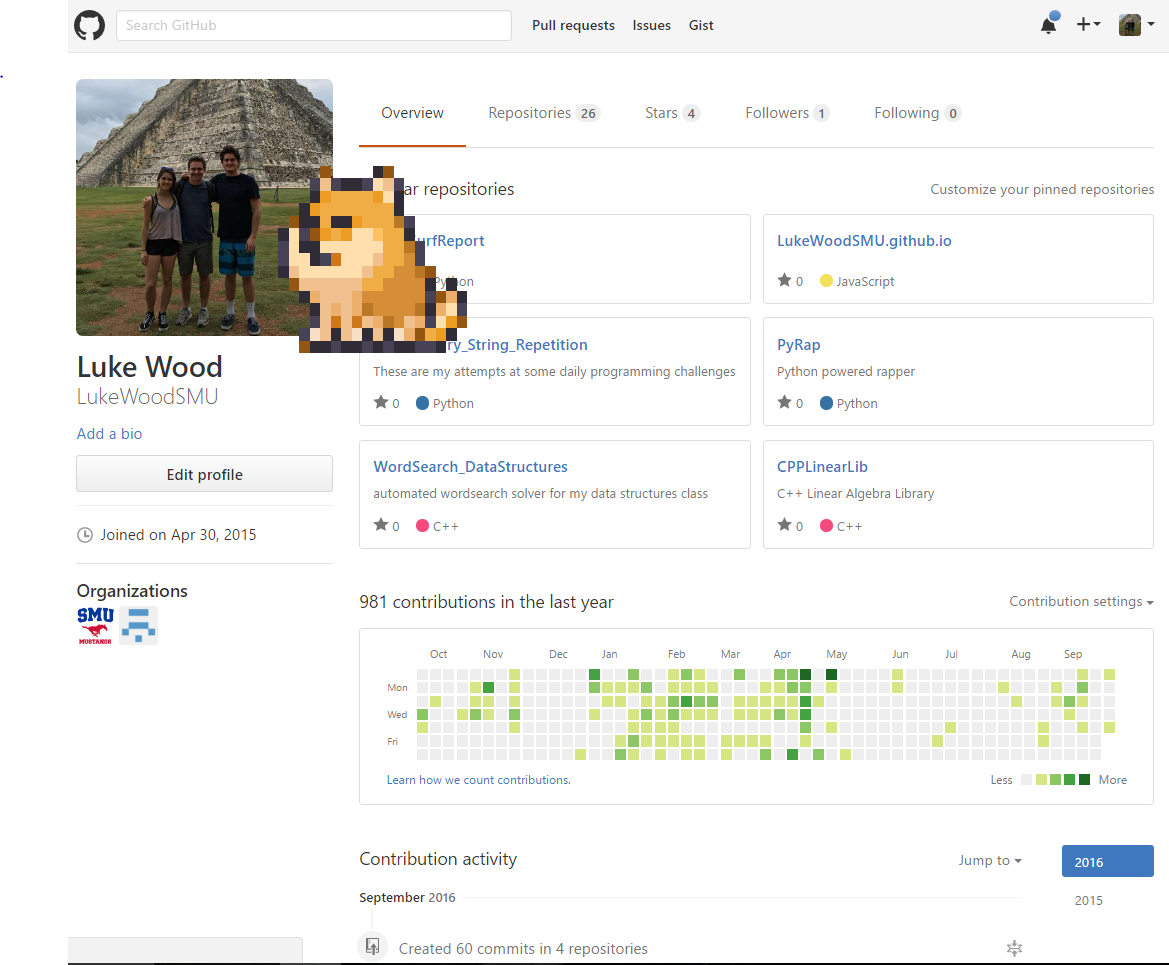 Search GitHub Pull requests Issues Gist
Overview Repositories 26 Stars 4 Followers 1 Following 0
ar repositories Customize your pinned repositories
urfReport
Python
0
LukeWoodSMU.github.io
0 JavaScript
ry_String_Repetition
These are my attempts at some daily programming challenges
0 Python
PyRap
Python powered rapper
0 Python
WordSearch_DataStructures
automated wordsearch solver for my data structures class
0 C++
CPPLinearLib
C++ Linear Algebra Library
0 C++
Luke Wood
LukeWoodSMU
Add a bio
Edit profile
Joined on Apr 30, 2015
Organizations
SMU
MUSTANGS
981 contributions in the last year Contribution settings
Oct Nov Dec Jan Feb Mar Apr May Jun Jul Aug Sep
Mon
Wed
Fri
Learn how we count contributions. Less More
Contribution activity Jump to 2016
2015
September 2016
Created 60 commits in 4 repositories